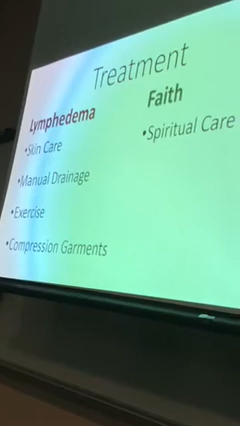 Treatment
Lymphedema
•Skin Care
•Manual Drainage
•Exercise
•Compression Garments
Faith
•Spiritual Care